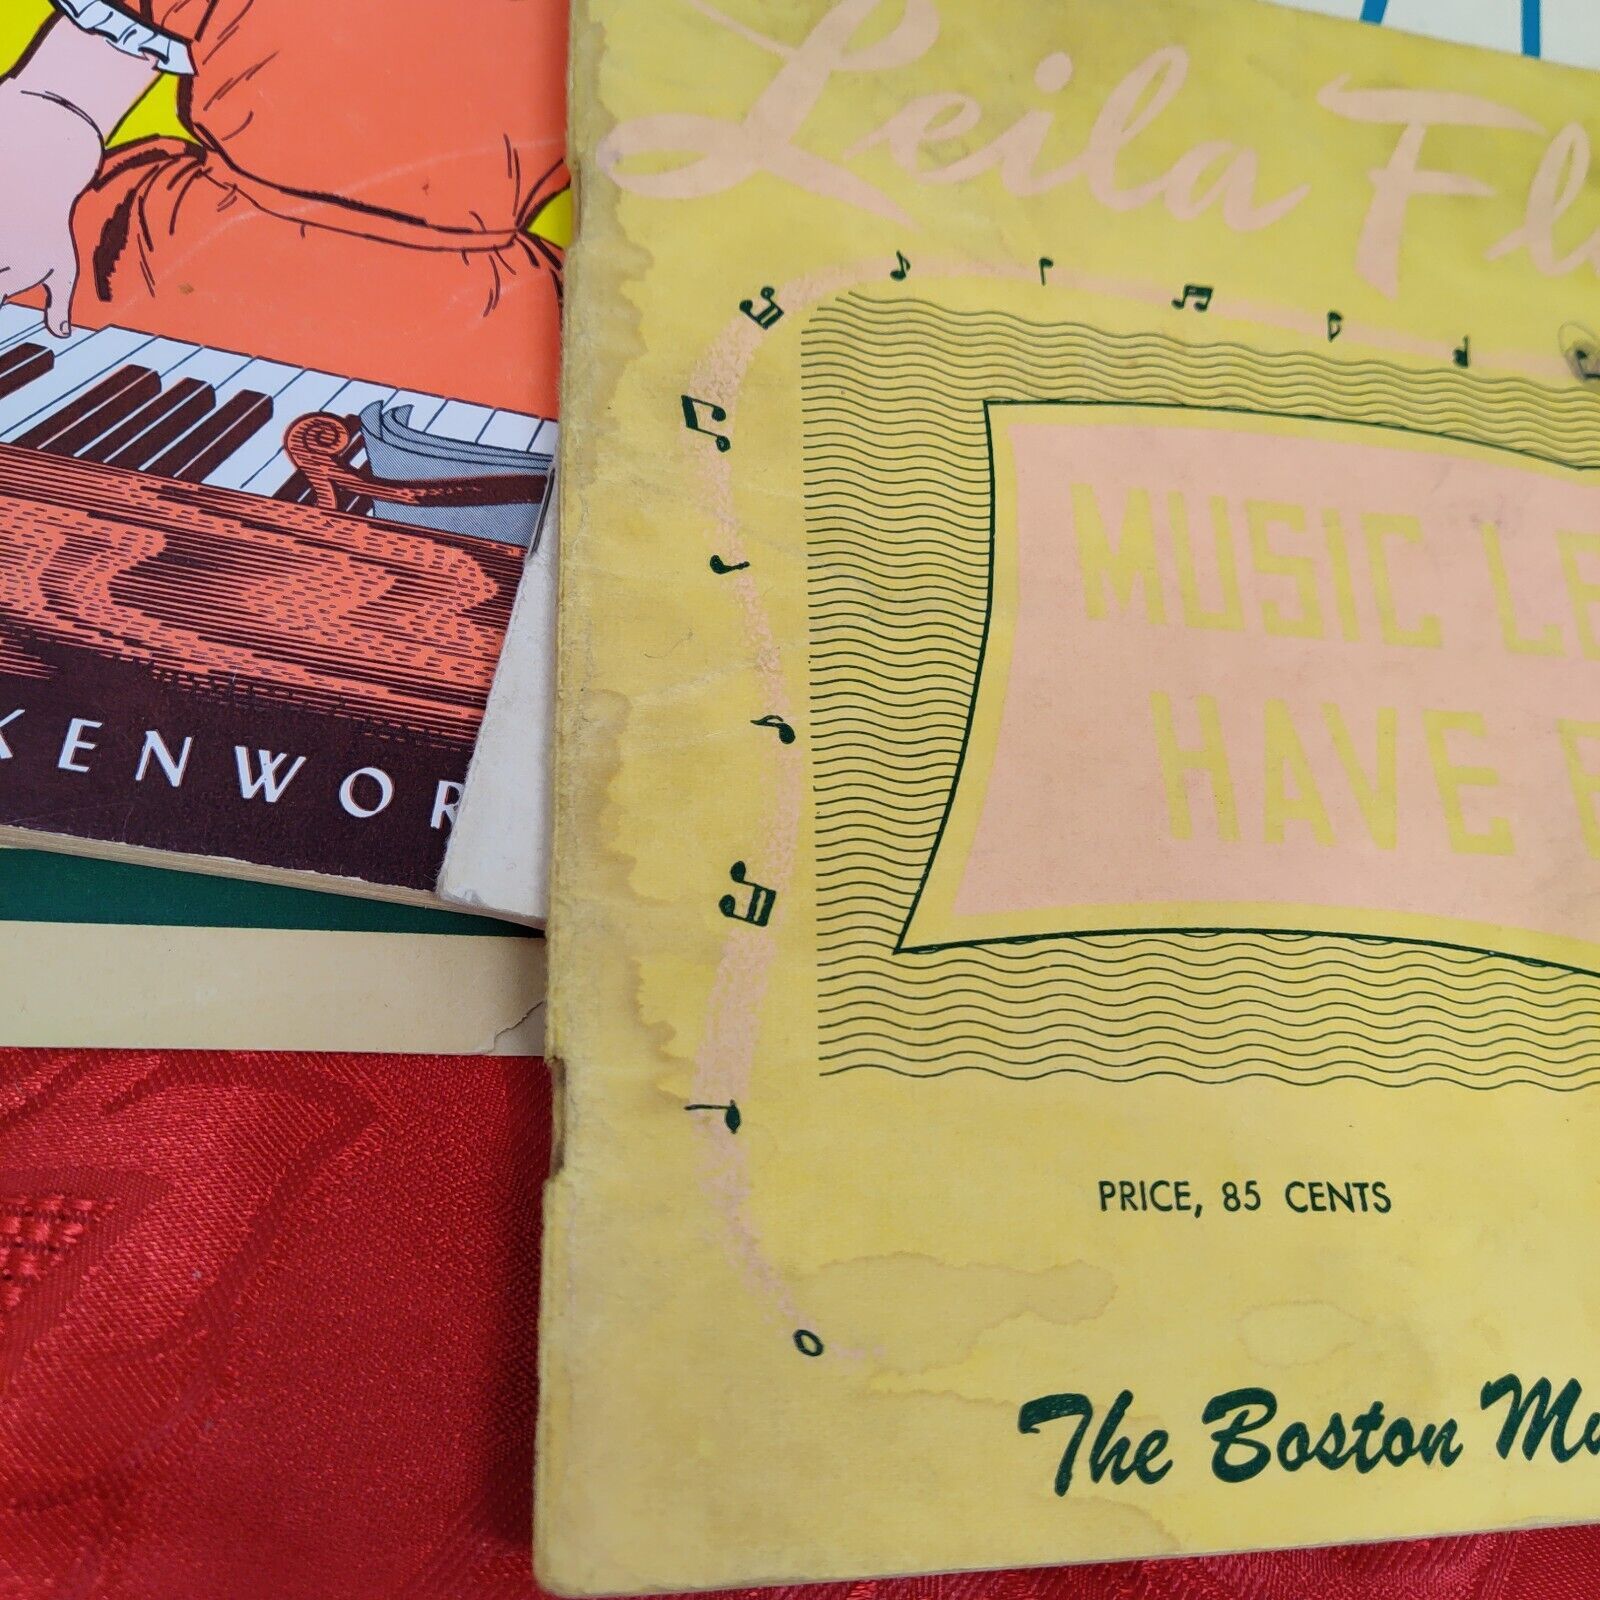 Leila Fl
MUSIC LE
HAVE B
PRICE, 85 CENTS
The Boston Mu
KENWOR